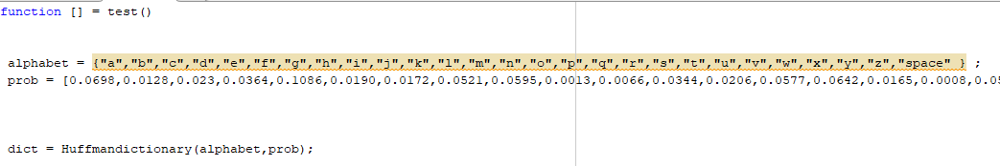 function [] = test()
alphabet = {"a","b","c","d","e","f","g","h","i","j","k","l","m","n","o","p","q","r","s","t","u","v","w","x","y","z","space" } ;
prob = [0.0698,0.0128,0.023,0.0364,0.1086,0.0190,0.0172,0.0521,0.0595,0.0013,0.0066,0.0344,0.0206,0.0577,0.0642,0.0165,0.0008,0.05
dict = Huffmandictionary(alphabet,prob);